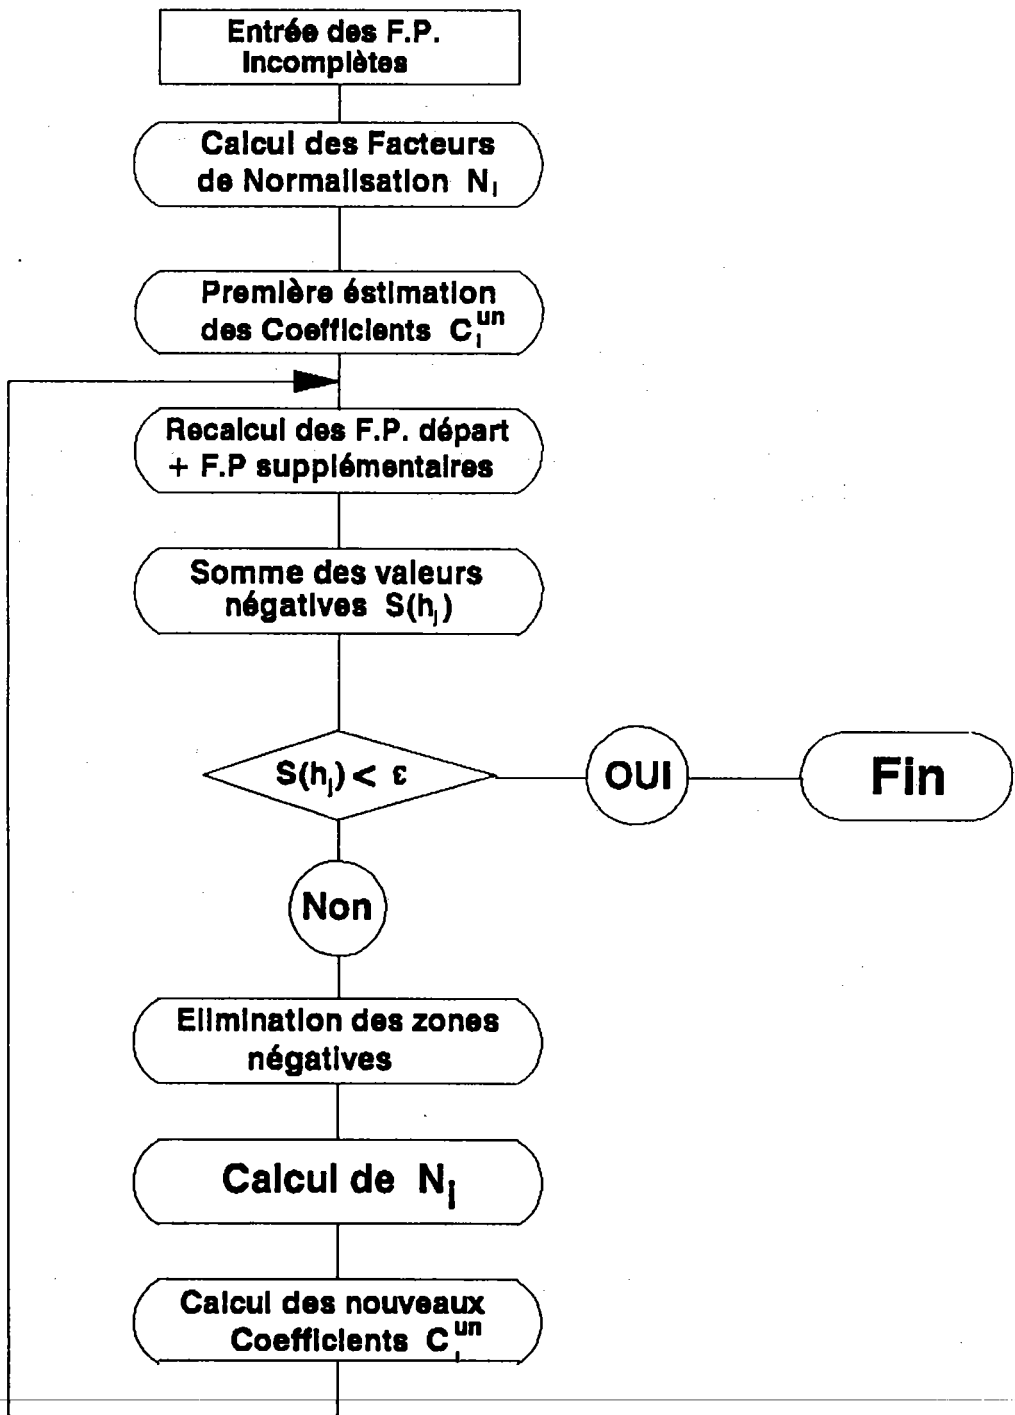 Entrée des F.P.
Incomplètes
Calcul des Facteurs
de Normalisation N_i
Première éstimation
des Coefficients C_i^un
Recalcul des F.P. départ
+ F.P supplémentaires
Somme des valeurs
négatives S(h_j)
S(h_j) < ε
OUI
Fin
Non
Elimination des zones
négatives
Calcul de N_i
Calcul des nouveaux
Coefficients C_i^un